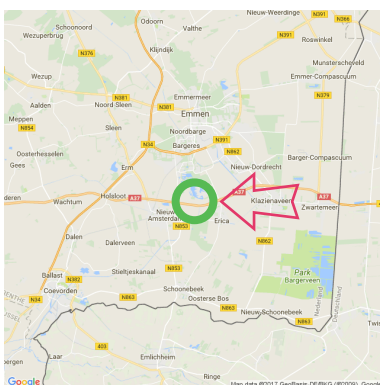 Nieuw-Weerdinge
N391
N366
Odoorn
Schoonoord
Valthe
Wezuperbrug
N391
Roswinkel
Klijndijk
N376
Munsterscheveld
Wezup
Emmer-Compascuum
N381
Emmermeer
N379
Aalden
Noord-Sleen
Emmen
Meppen
N854
Sleen
Noordbarge
N391
N34
Bargeres
N862
Oosterhesselen
Barger-Compascuum
Gees
Erm
Nieuw-Dordrecht
A37
A37
Holsloot
A37
Wachtum
Klazienaveen
Zwartemeer
Nieuw
Amsterdam
Erica
N853
Dalen
N862
Dalerveen
Stieltjeskanaal
N853
Park
Bargerveen
Ballast
N382
Schoonebeek
Coevorden
Nederland
Deutschland
N34
N863
Oosterse Bos
N863
Nieuw-Schoonebeek
N863
403
Laar
Emlichheim
Ringe
Google
Map data ©2017 GeoBasis-DE/BKG (©2009), Google